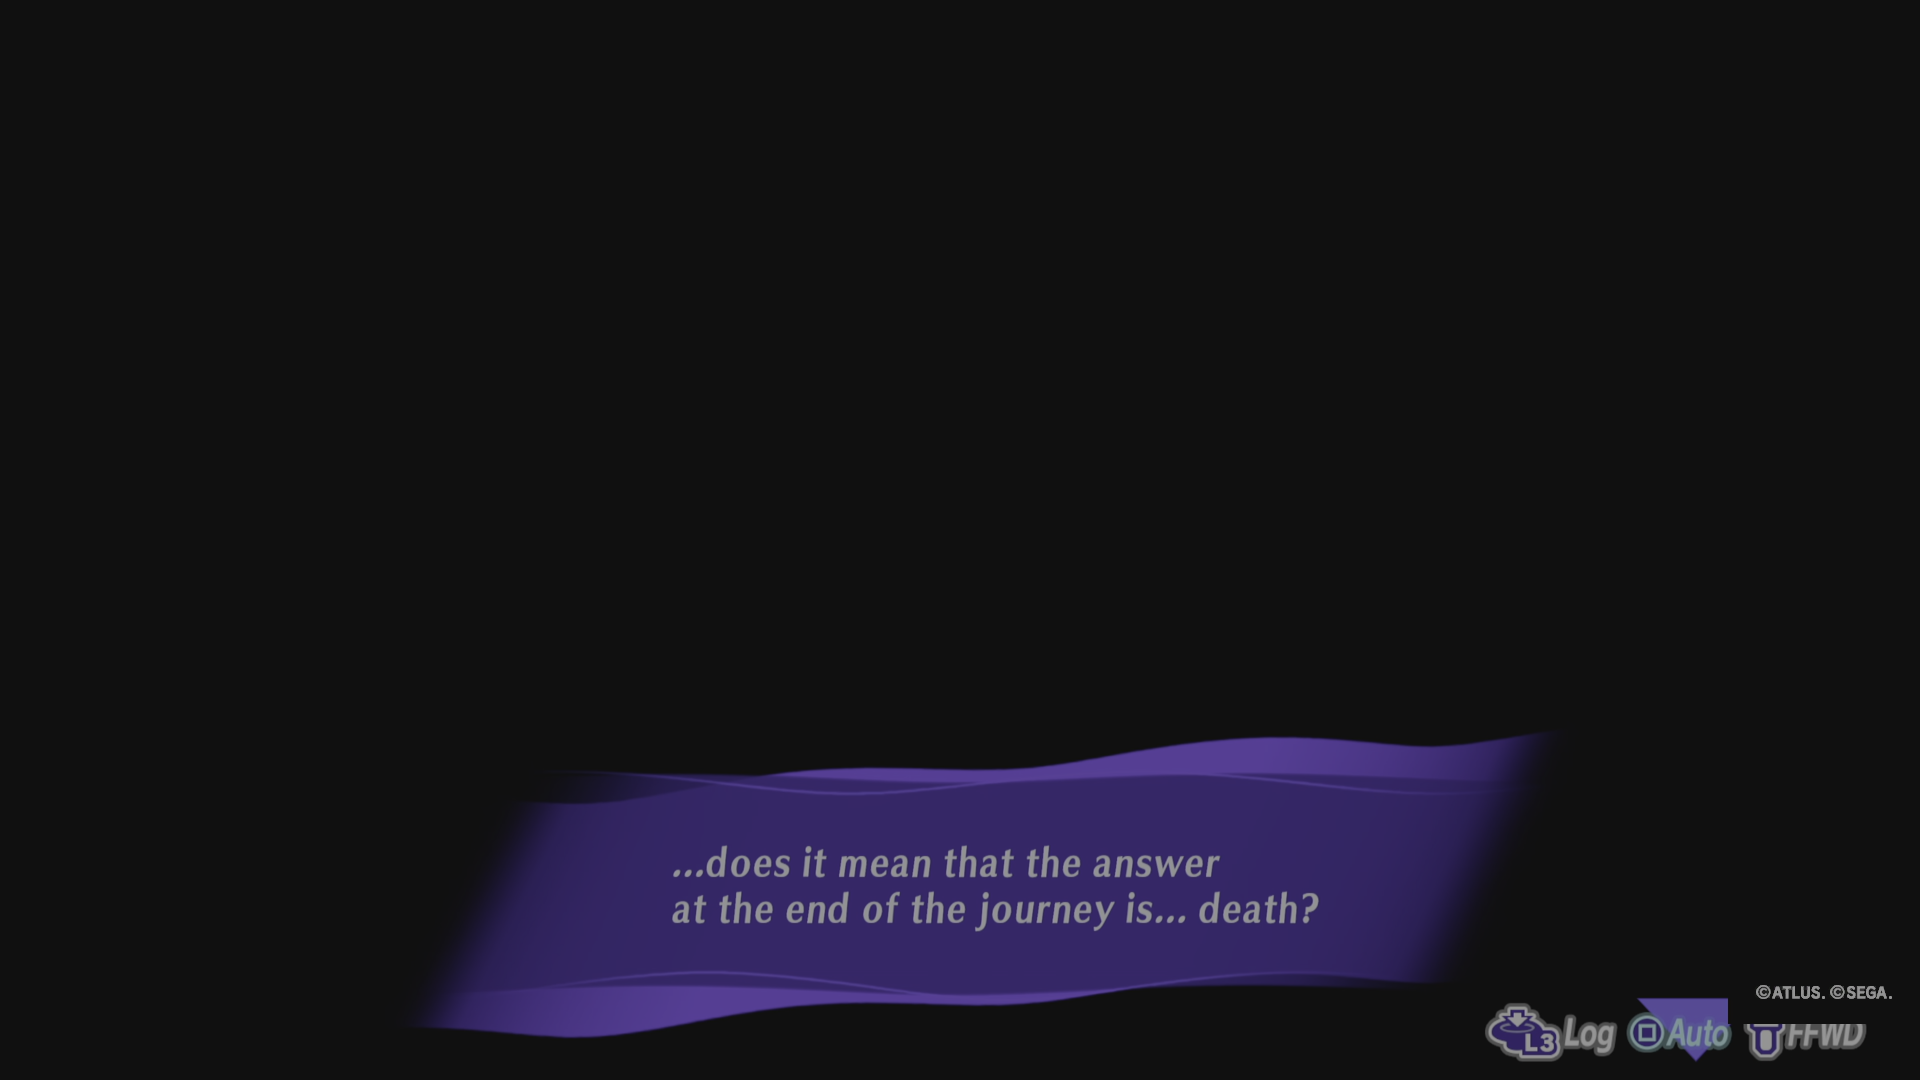 ...does it mean that the answer
at the end of the journey is... death?
©ATLUS. ©SEGA.
L3 Log Auto FFWD